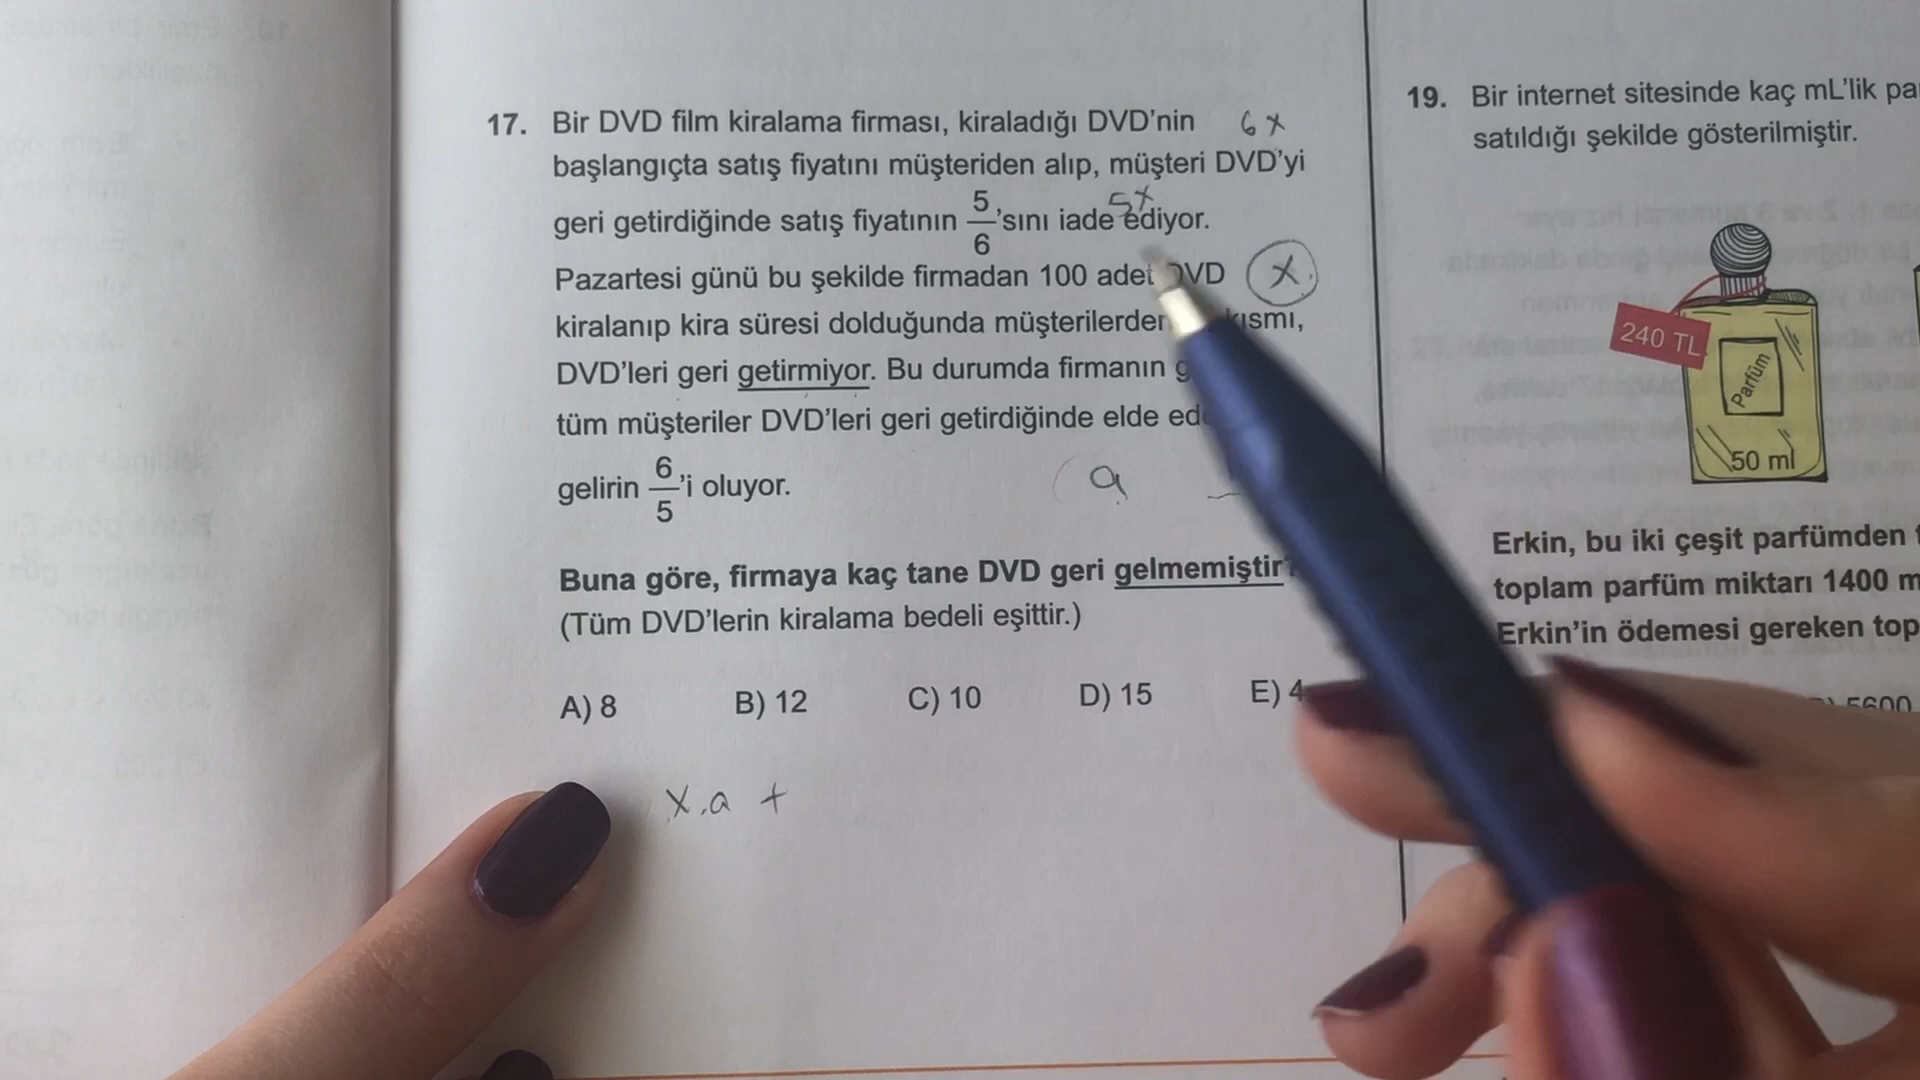 17. Bir DVD film kiralama firması, kiraladığı DVD'nin 6x
başlangıçta satış fiyatını müşteriden alıp, müşteri DVD'yi
5x
geri getirdiğinde satış fiyatının 5/6'sını iade ediyor.
Pazartesi günü bu şekilde firmadan 100 adet DVD x
kiralanıp kira süresi dolduğunda müşterilerden kısmı,
DVD'leri geri getirmiyor. Bu durumda firmanın
tüm müşteriler DVD'leri geri getirdiğinde elde
gelirin 6/5'i oluyor.
a
Buna göre, firmaya kaç tane DVD geri gelmemiştir?
(Tüm DVD'lerin kiralama bedeli eşittir.)
A) 8 B) 12 C) 10 D) 15 E) 4
x.a +
19. Bir internet sitesinde kaç mL'lik
satıldığı şekilde gösterilmiştir.
240 TL
Parfüm
50 ml
Erkin, bu iki çeşit parfümden
toplam parfüm miktarı 1400
Erkin'in ödemesi gereken
5600